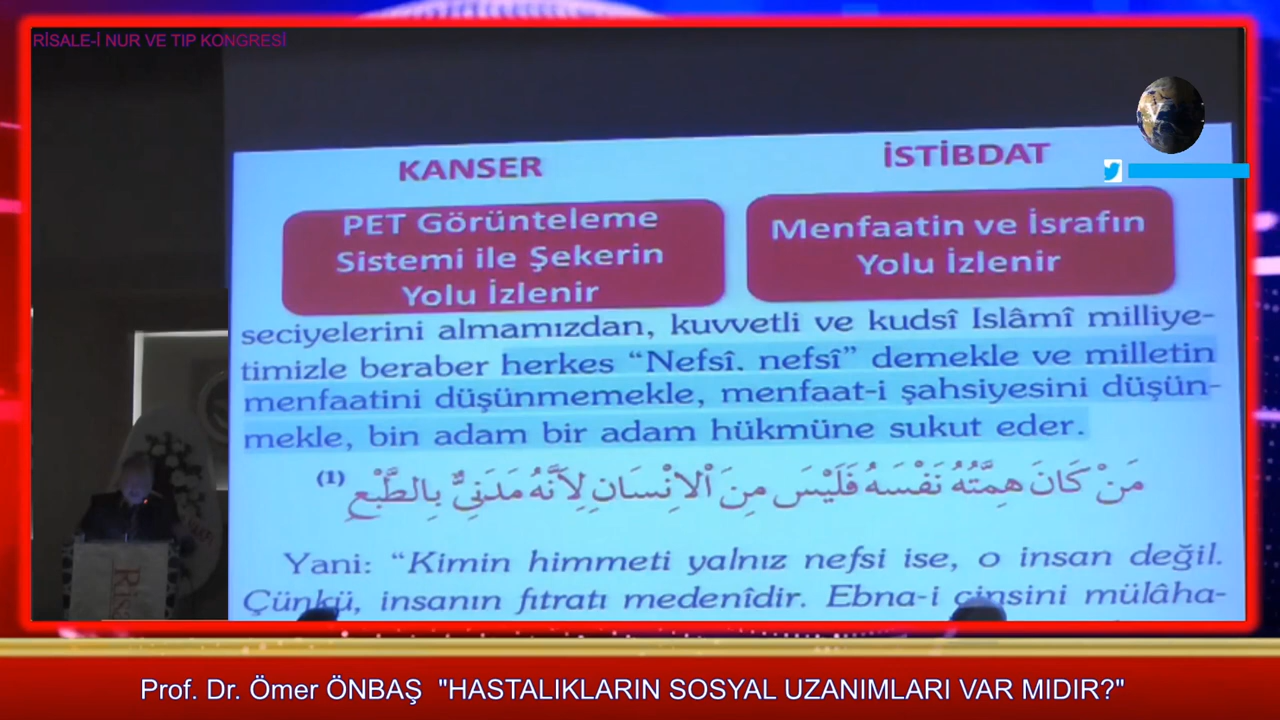 RİSALE-İ NUR VE TIP KONGRESİ
KANSER
İSTİBDAT
PET Görünteleme
Sistemi ile Şekerin
Yolu İzlenir
Menfaatin ve İsrafın
Yolu İzlenir
seciyelerini almamızdan, kuvvetli ve kudsî Islâmî milliye-
timizle beraber herkes “Nefsî. nefsî” demekle ve milletin
menfaatini düşünmemekle, menfaat-i şahsiyesini düşün-
mekle, bin adam bir adam hükmüne sukut eder.
مَنْ كَانَ هِمَّتُهُ نَفْسَهُ فَلَيْسَ مِنَ اْلاِنْسَانِ لِاَنَّهُ مَدَنِىٌّ بِالطَّبْعِ (1)
Yani: “Kimin himmeti yalnız nefsi ise, o insan değil.
Çünkü, insanın fıtratı medenîdir. Ebna-i cinsini mülâha-
Prof. Dr. Ömer ÖNBAŞ "HASTALIKLARIN SOSYAL UZANIMLARI VAR MIDIR?"